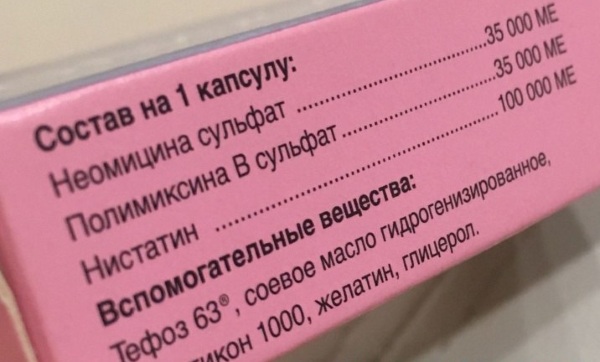 Состав на 1 капсулу:
Неомицина сульфат ........................35 000 МЕ
Полимиксина В сульфат ........................35 000 МЕ
Нистатин ........................100 000 МЕ
Вспомогательные вещества:
Тефоз 63®, соевое масло гидрогенизированное,
1000, желатин, глицерол.